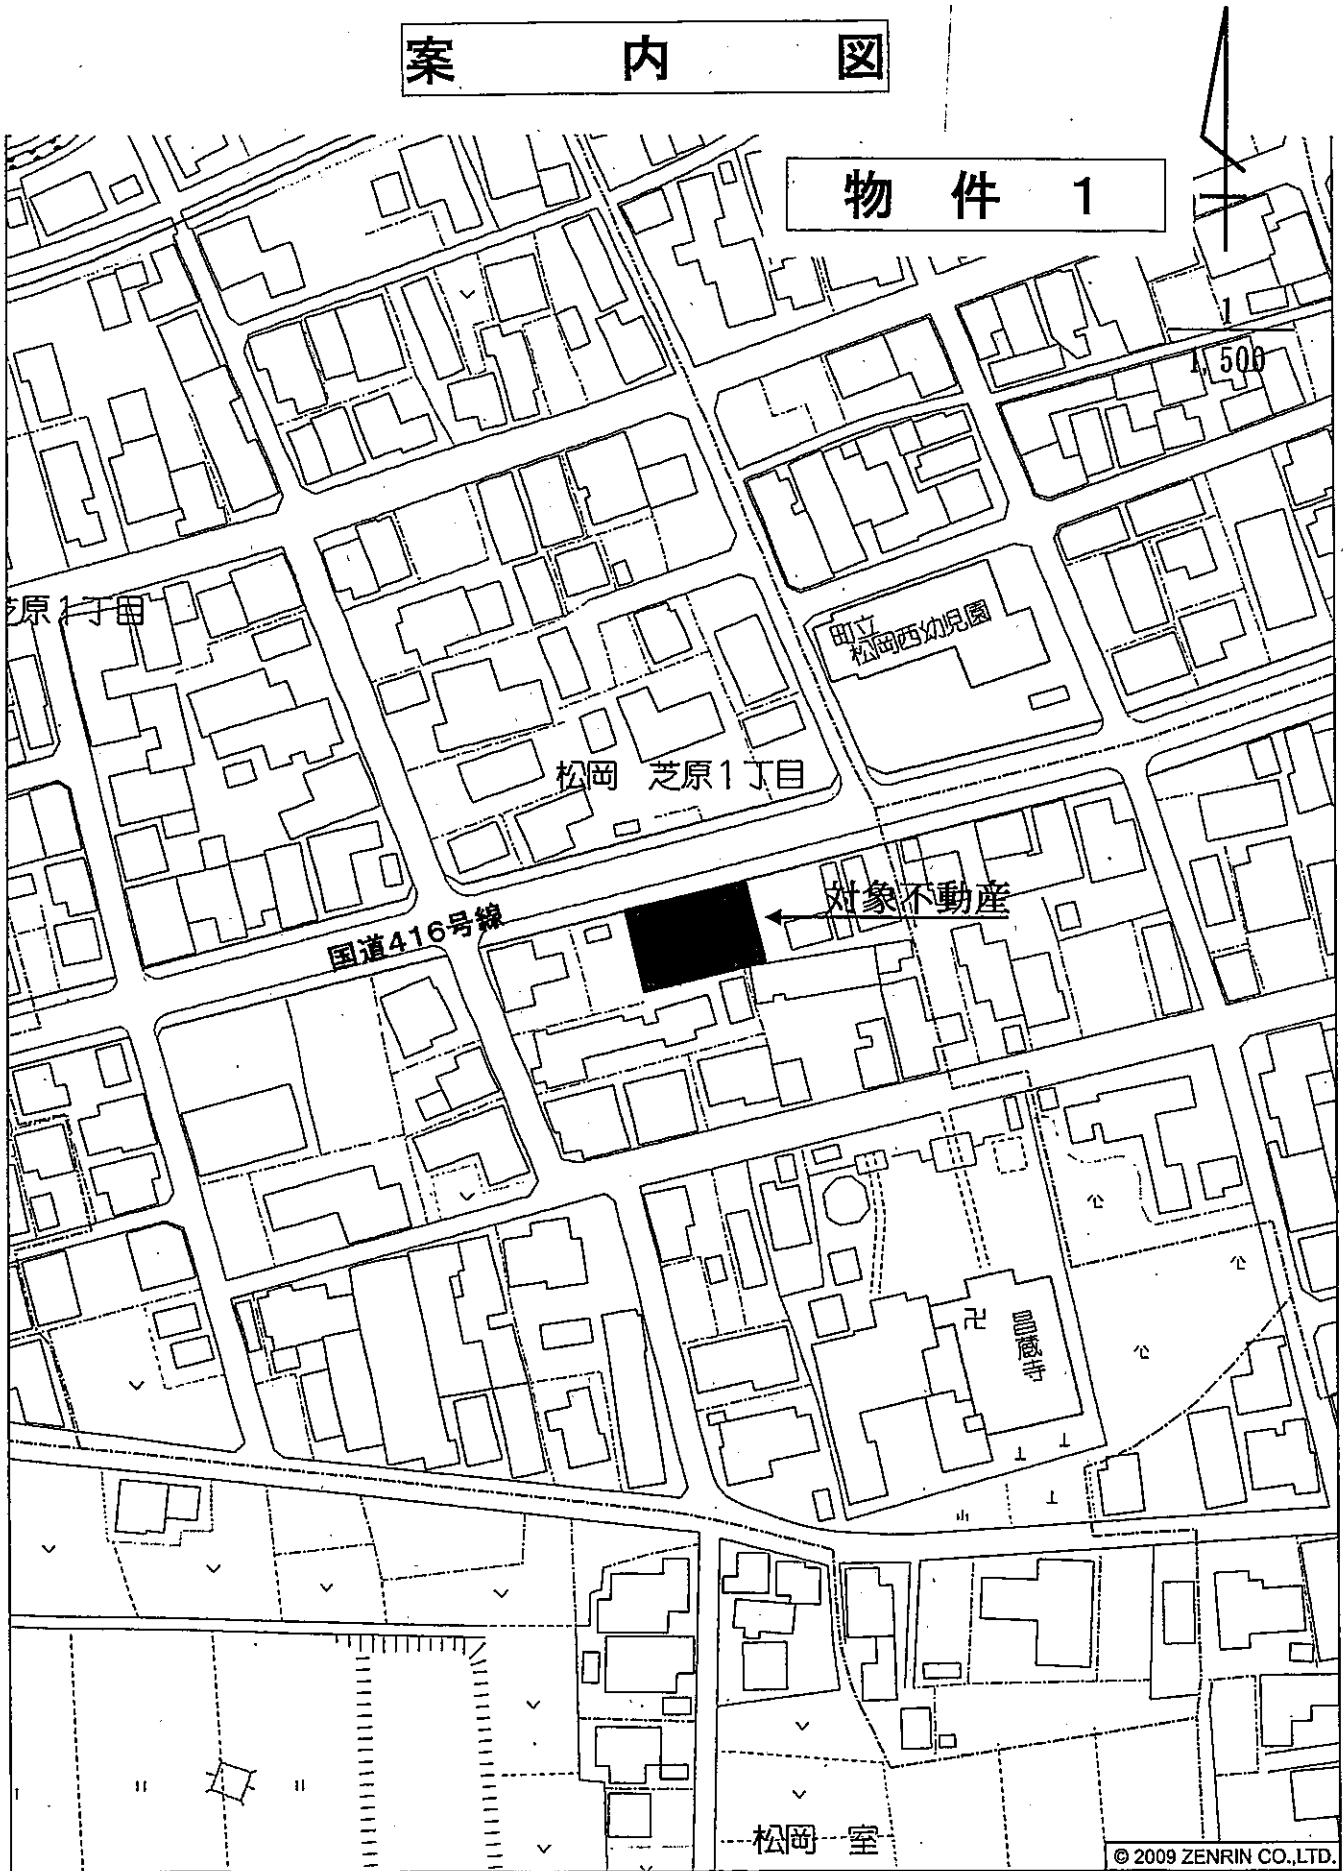 案内図
物件 1
1
1,500
芝原1丁目
町立
松岡西幼児園
松岡 芝原1丁目
対象不動産
国道416号線
昌蔵寺
松岡 室
© 2009 ZENRIN CO.,LTD.